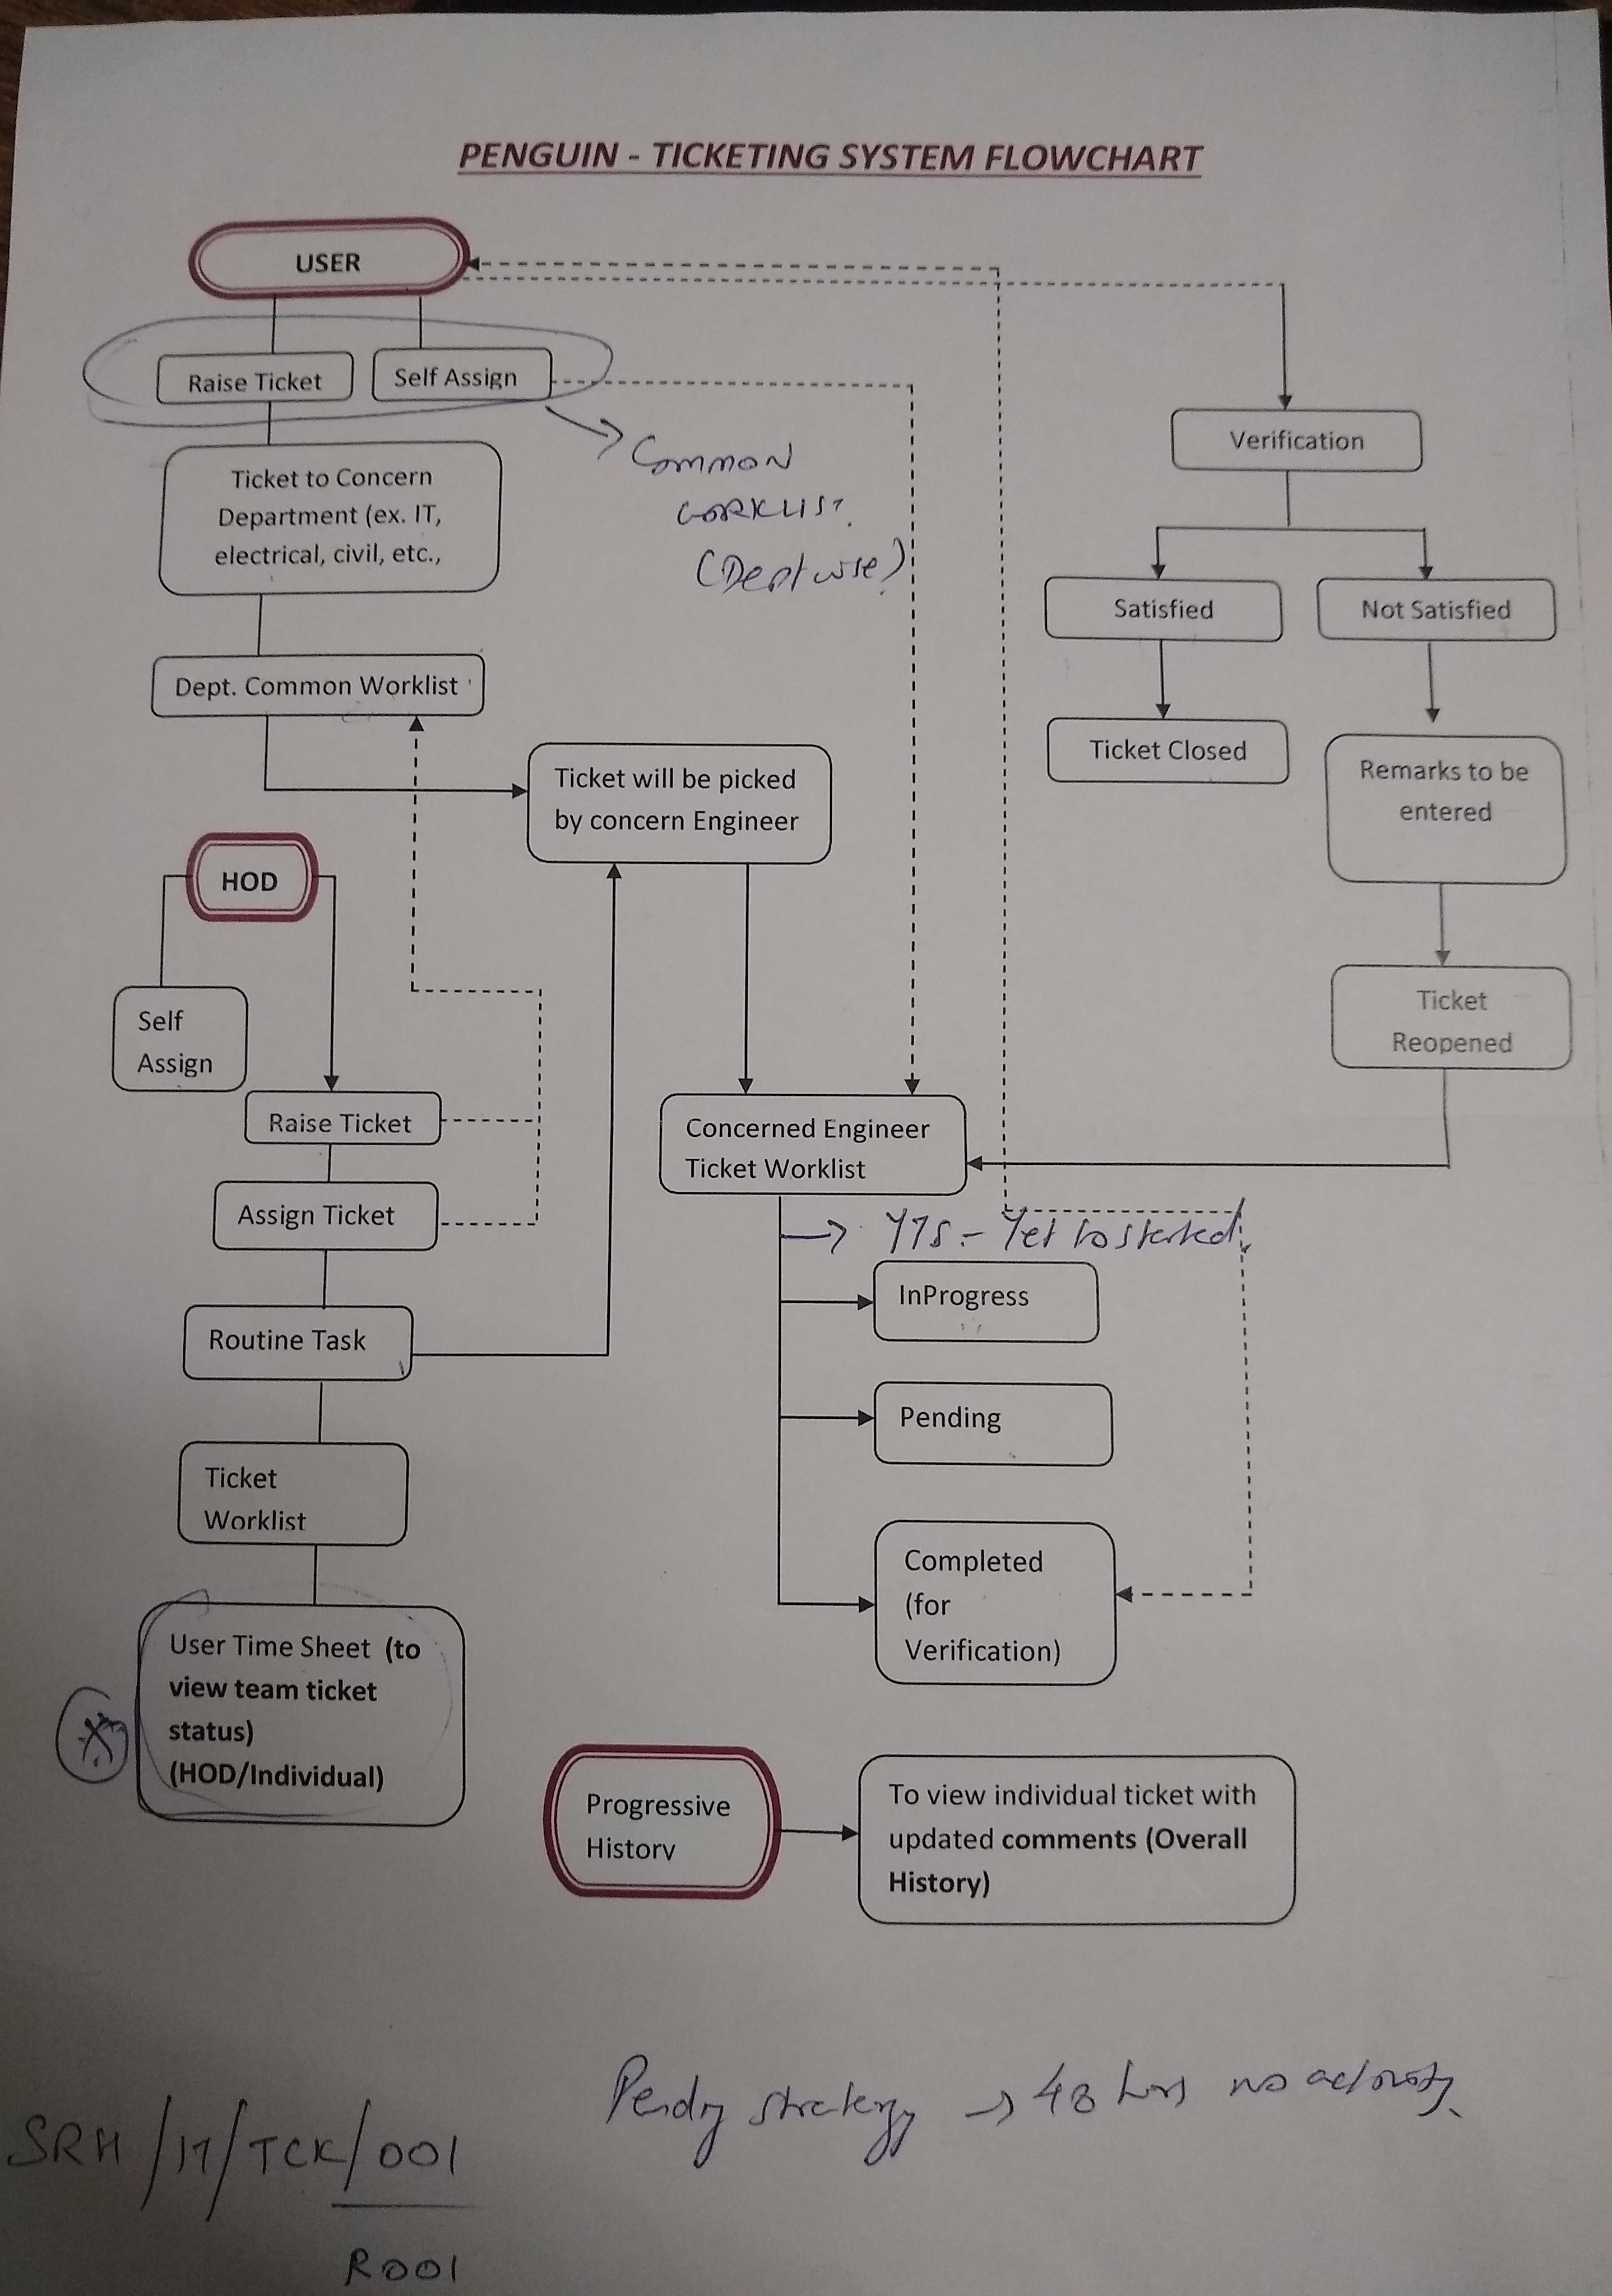 PENGUIN - TICKETING SYSTEM FLOWCHART
USER
Raise Ticket
Self Assign
Common
WORKLIST.
(Dept wise)
Ticket to Concern
Department (ex. IT,
electrical, civil, etc.,
Dept. Common Worklist
Ticket will be picked
by concern Engineer
Verification
Satisfied
Not Satisfied
Ticket Closed
Remarks to be
entered
Ticket
Reopened
HOD
Self
Assign
Raise Ticket
Assign Ticket
Routine Task
Ticket
Worklist
User Time Sheet (to
view team ticket
status)
(HOD/Individual)
Concerned Engineer
Ticket Worklist
YTS - Yet to started
InProgress
Pending
Completed
(for
Verification)
Progressive
History
To view individual ticket with
updated comments (Overall
History)
Pendg strategy → 48 hrs no activity
SRH / 17 / TCK / 001
R001